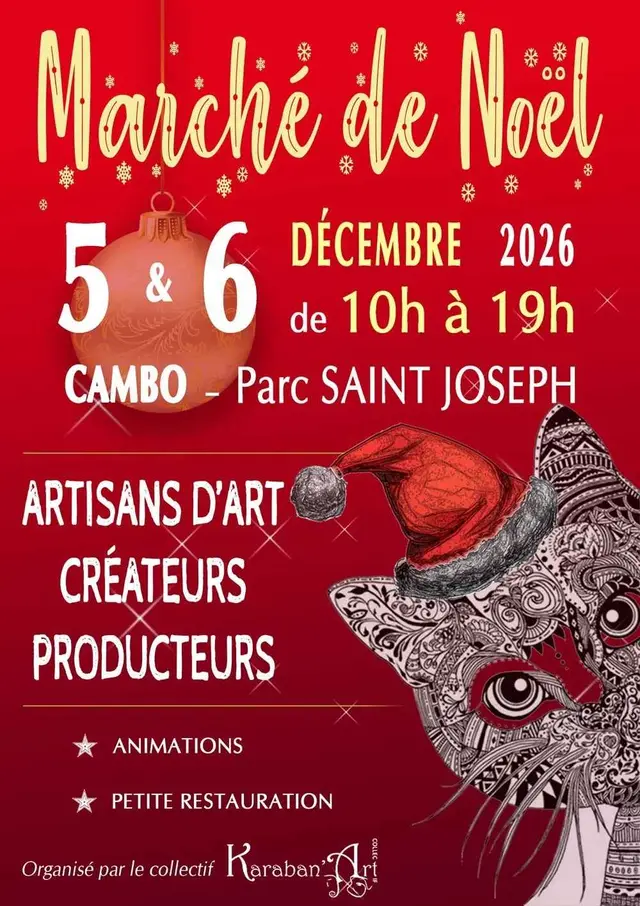 Marché de Noël
5 & 6 DÉCEMBRE 2026
de 10h à 19h
CAMBO - Parc SAINT JOSEPH
ARTISANS D'ART
CRÉATEURS
PRODUCTEURS
ANIMATIONS
PETITE RESTAURATION
Organisé par le collectif Karaban'Art
COLLECTIF